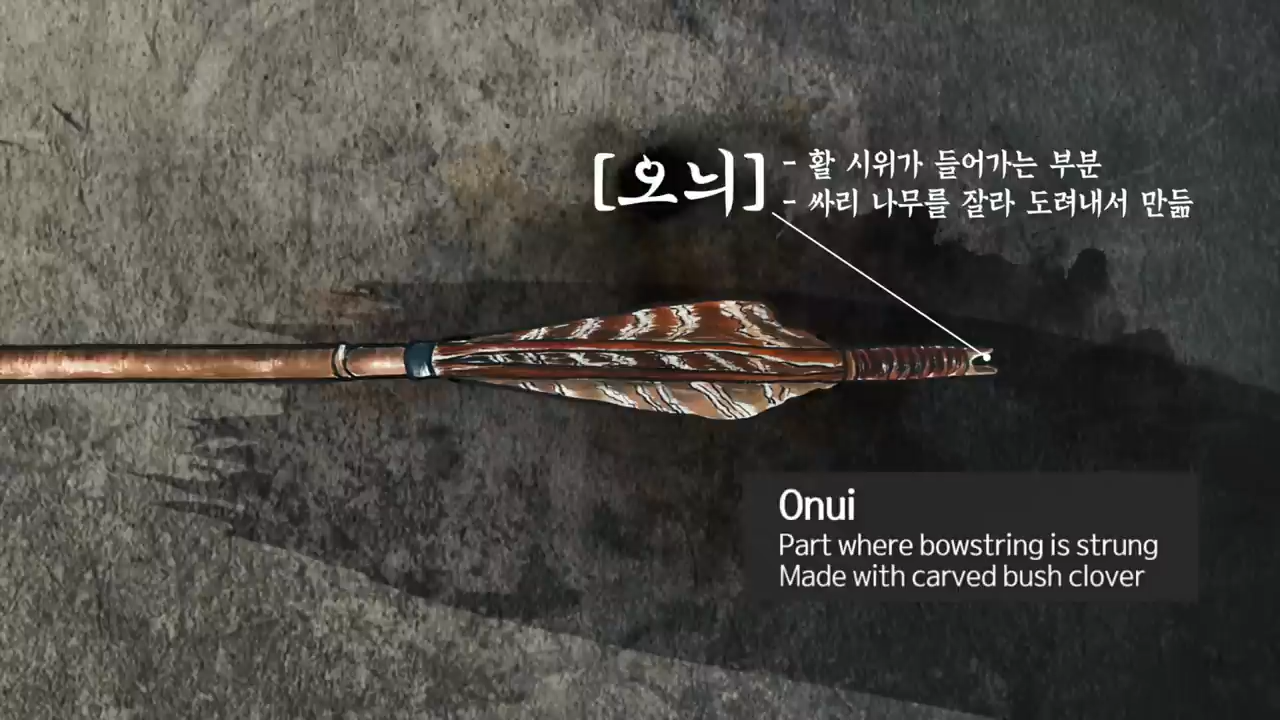 [오늬]
- 활 시위가 들어가는 부분
- 싸리 나무를 잘라 도려내서 만듦
Onui
Part where bowstring is strung
Made with carved bush clover